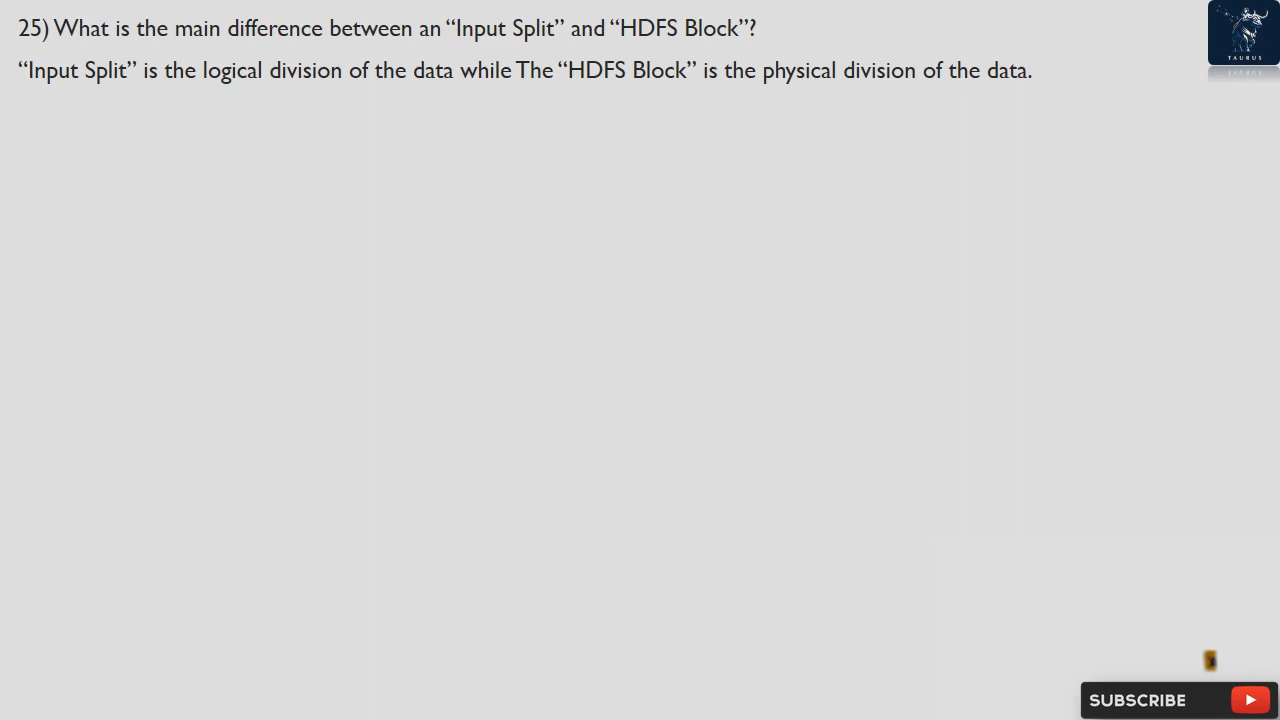 25) What is the main difference between an “Input Split” and “HDFS Block”?
“Input Split” is the logical division of the data while The “HDFS Block” is the physical division of the data.
TAURUS
SUBSCRIBE